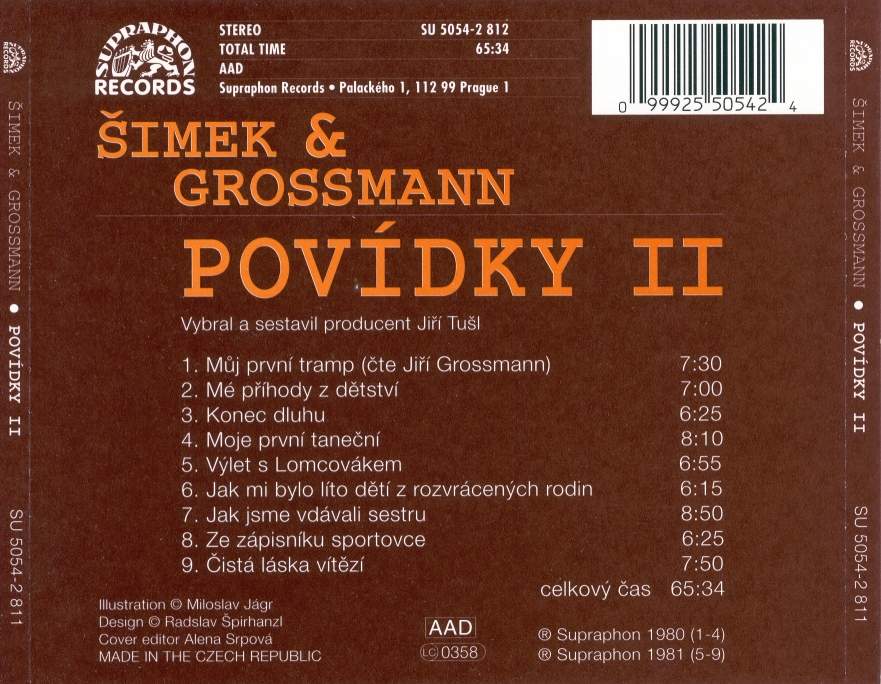 SUPRAPHON RECORDS
STEREO SU 5054-2 812
TOTAL TIME 65:34
AAD
Supraphon Records • Palackého 1, 112 99 Prague 1
0 99925 50542 4
ŠIMEK &
GROSSMANN
POVÍDKY II
Vybral a sestavil producent Jiří Tušl
1. Můj první tramp (čte Jiří Grossmann) 7:30
2. Mé příhody z dětství 7:00
3. Konec dluhu 6:25
4. Moje první taneční 8:10
5. Výlet s Lomcovákem 6:55
6. Jak mi bylo líto dětí z rozvrácených rodin 6:15
7. Jak jsme vdávali sestru 8:50
8. Ze zápisníku sportovce 6:25
9. Čistá láska vítězí 7:50
celkový čas 65:34
Illustration © Miloslav Jágr
Design © Radslav Špirhanzl
Cover editor Alena Srpová
MADE IN THE CZECH REPUBLIC
AAD
LC 0358
® Supraphon 1980 (1-4)
® Supraphon 1981 (5-9)
SUPRAPHON RECORDS ŠIMEK & GROSSMANN • POVÍDKY II SU 5054-2 811
SUPRAPHON RECORDS ŠIMEK & GROSSMANN • POVÍDKY II SU 5054-2 811